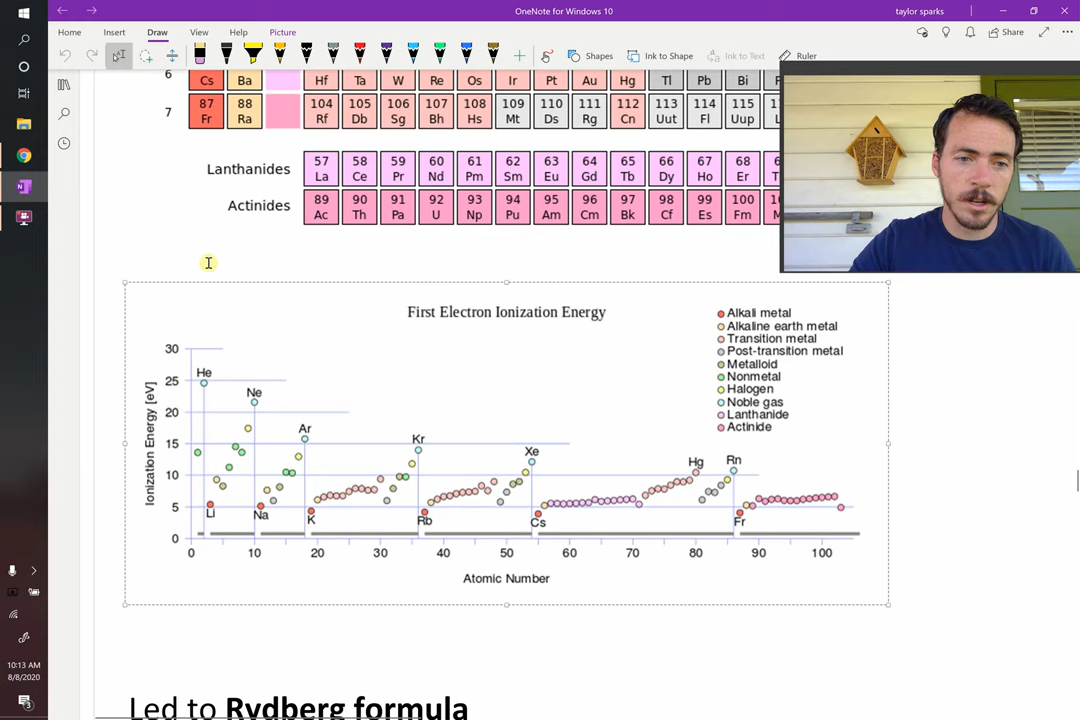 OneNote for Windows 10
taylor sparks
Home Insert Draw View Help Picture
Share
Shapes Ink to Shape Ink to Text Ruler
6 Cs Ba Hf Ta W Re Os Ir Pt Au Hg Tl Pb Bi
7 87 88 104 105 106 107 108 109 110 111 112 113 114 115
Fr Ra Rf Db Sg Bh Hs Mt Ds Rg Cn Uut Fl Uup
Lanthanides 57 58 59 60 61 62 63 64 65 66 67 68
La Ce Pr Nd Pm Sm Eu Gd Tb Dy Ho Er
Actinides 89 90 91 92 93 94 95 96 97 98 99 100
Ac Th Pa U Np Pu Am Cm Bk Cf Es Fm
First Electron Ionization Energy
Alkali metal
Alkaline earth metal
Transition metal
Post-transition metal
Metalloid
Nonmetal
Halogen
Noble gas
Lanthanide
Actinide
Ionization Energy [eV]
30
25
20
15
10
5
0
He
Ne
Ar
Kr
Xe
Hg Rn
Li Na K Rb Cs Fr
0 10 20 30 40 50 60 70 80 90 100
Atomic Number
Led to Rydberg formula
10:13 AM
8/8/2020
3